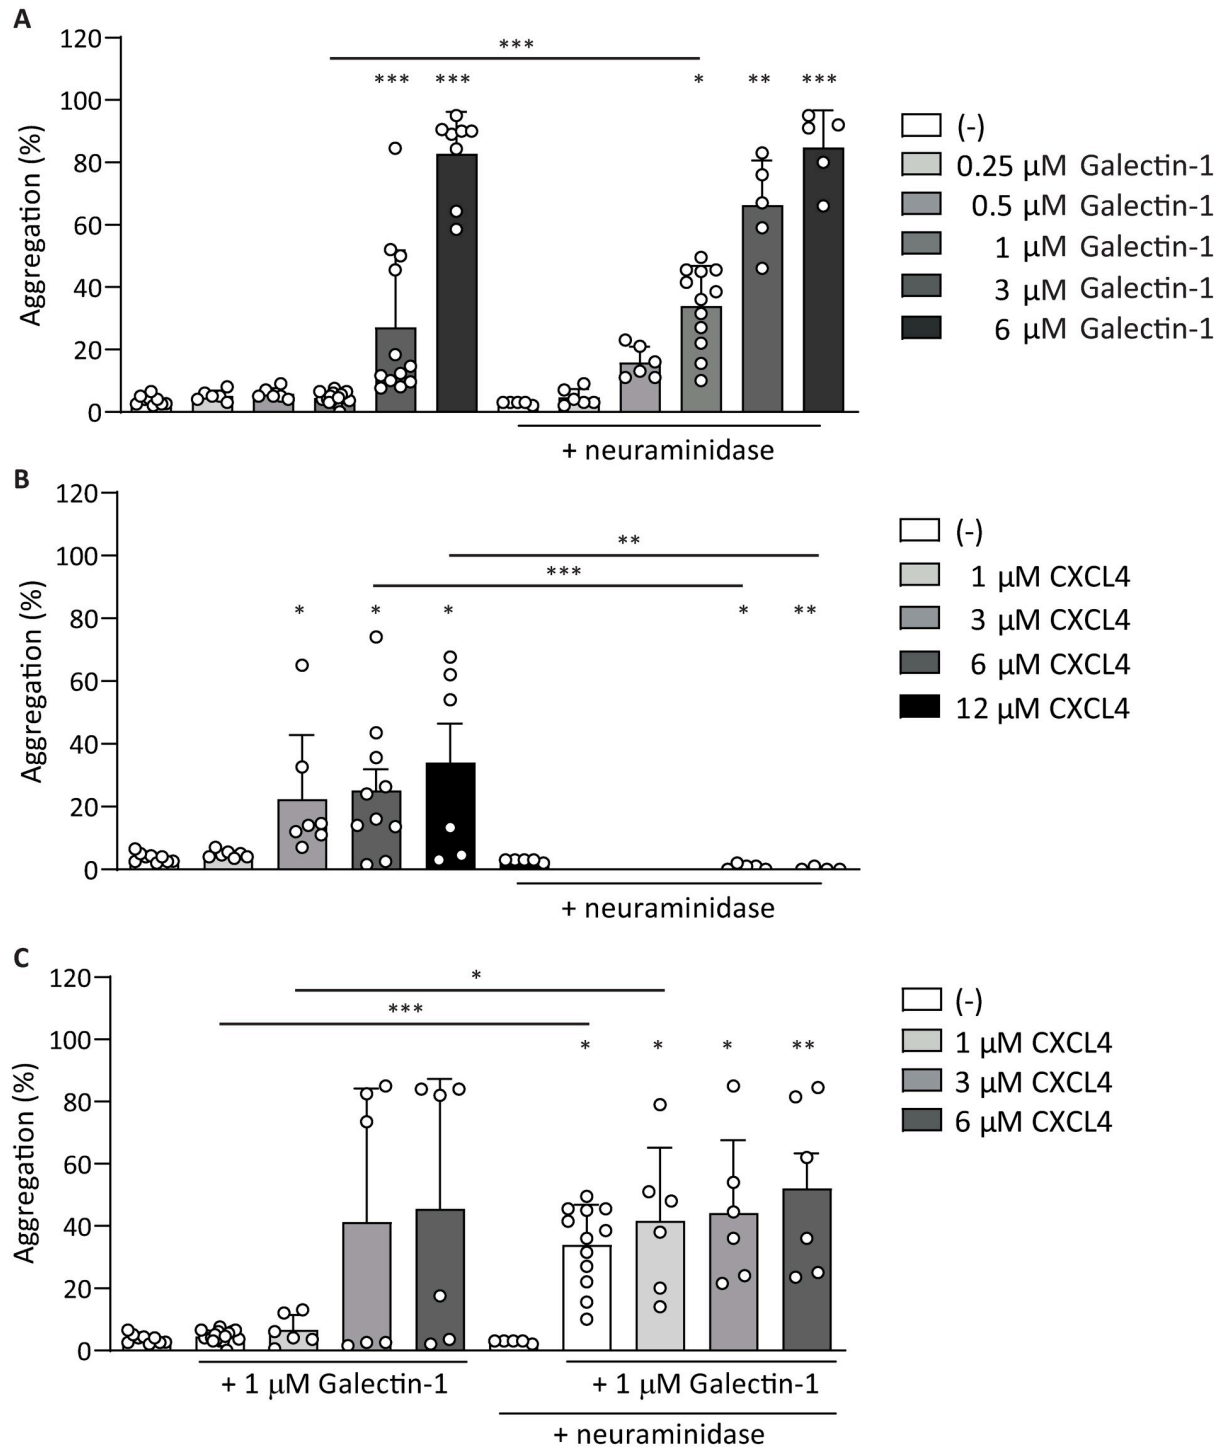 A
120
100
80
60
40
20
0
Aggregation (%)
***
*** *** * ** ***
+ neuraminidase
(-)
0.25 µM Galectin-1
0.5 µM Galectin-1
1 µM Galectin-1
3 µM Galectin-1
6 µM Galectin-1
B
120
100
80
60
40
20
0
Aggregation (%)
**
***
* * * * **
+ neuraminidase
(-)
1 µM CXCL4
3 µM CXCL4
6 µM CXCL4
12 µM CXCL4
C
120
100
80
60
40
20
0
Aggregation (%)
*
***
* * * **
+ 1 µM Galectin-1 + 1 µM Galectin-1
+ neuraminidase
(-)
1 µM CXCL4
3 µM CXCL4
6 µM CXCL4